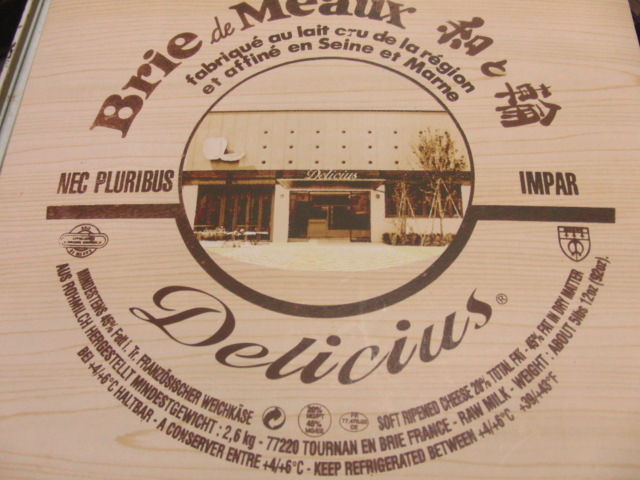 Brie de Meaux
fabriqué au lait cru de la région
et affiné en Seine et Marne
和と輪
Delicius
NEC PLURIBUS
IMPAR
Delicius®
MINDESTENS 45% Fett i. Tr. FRANZÖSISCHER WEICHKÄSE
AUS ROHMILCH HERGESTELLT MINDESTGEWICHT : 2,6 kg - 77220 TOURNAN EN BRIE FRANCE - RAW MILK - WEIGHT : ABOUT 5lbs 12oz (92oz).
BEI +4/+6°C HALTBAR - A CONSERVER ENTRE +4/+6°C - KEEP REFRIGERATED BETWEEN +4/+6°C +39/+43°F
SOFT RIPENED CHEESE 20% TOTAL FAT - 45% FAT IN DRY MATTER